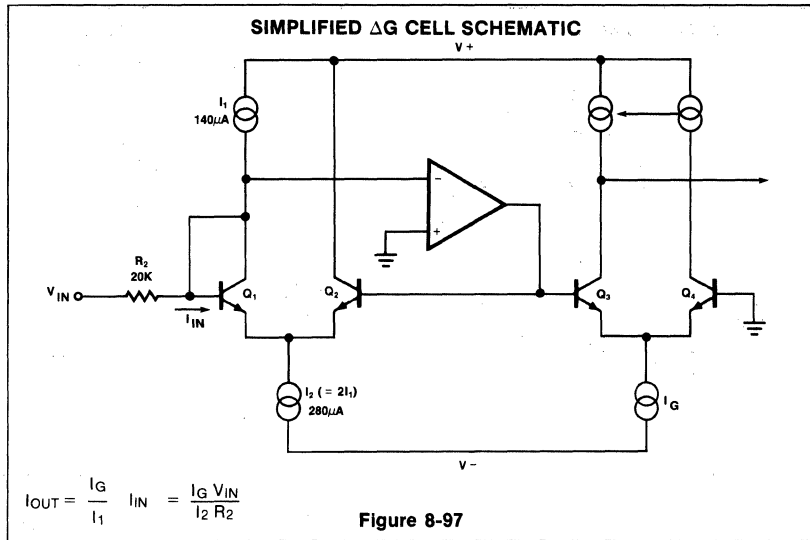 SIMPLIFIED ΔG CELL SCHEMATIC
V+
I₁
140μA
−
+
R₂
20K
VIN
IIN
Q₁
Q₂
Q₃
Q₄
I₂ (= 2I₁)
280μA
IG
V−
IOUT = IG/I₁ IIN = IG VIN/I₂ R₂
Figure 8-97